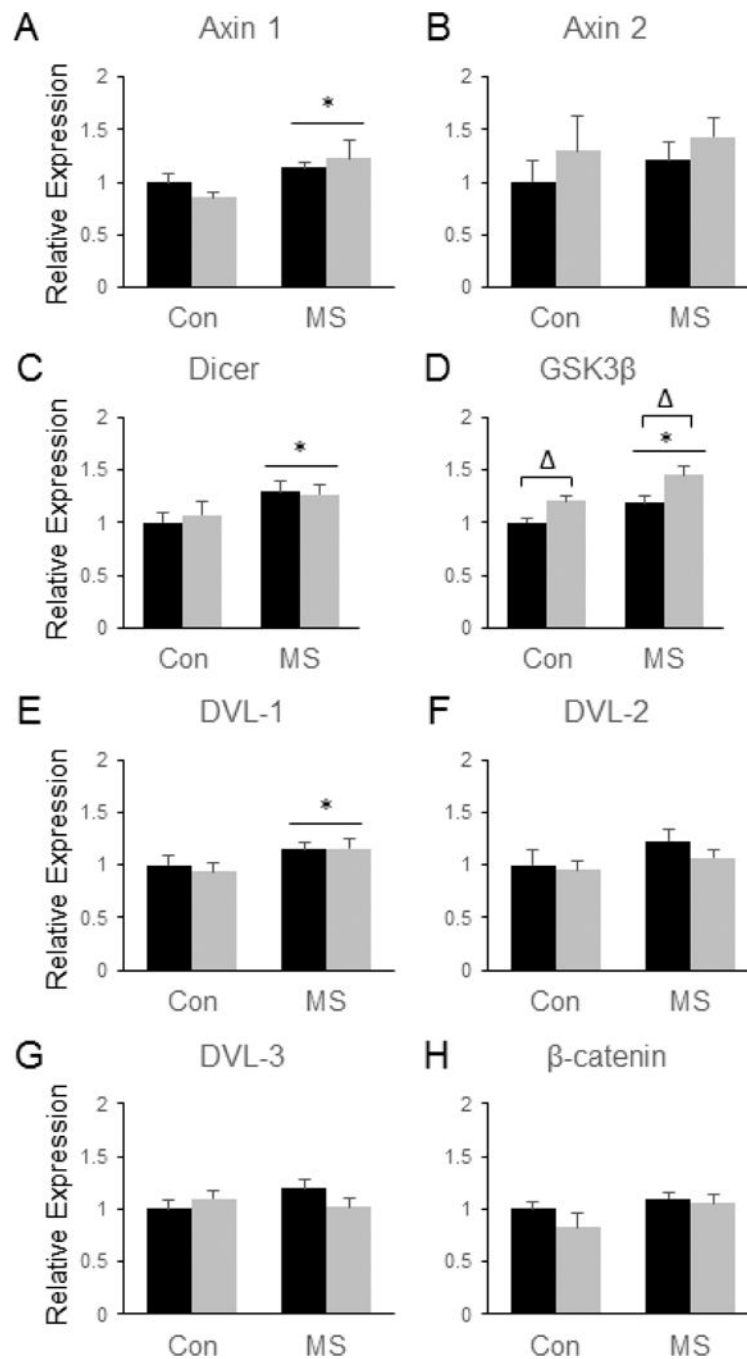 A Axin 1 B Axin 2
Relative Expression
2 2
* 
1.5 1.5
1 1
0.5 0.5
0 0
Con MS Con MS
C Dicer D GSK3β
Relative Expression
Δ
2 2
* Δ *
1.5 1.5
1 1
0.5 0.5
0 0
Con MS Con MS
E DVL-1 F DVL-2
Relative Expression
2 2
*
1.5 1.5
1 1
0.5 0.5
0 0
Con MS Con MS
G DVL-3 H β-catenin
Relative Expression
2 2
1.5 1.5
1 1
0.5 0.5
0 0
Con MS Con MS